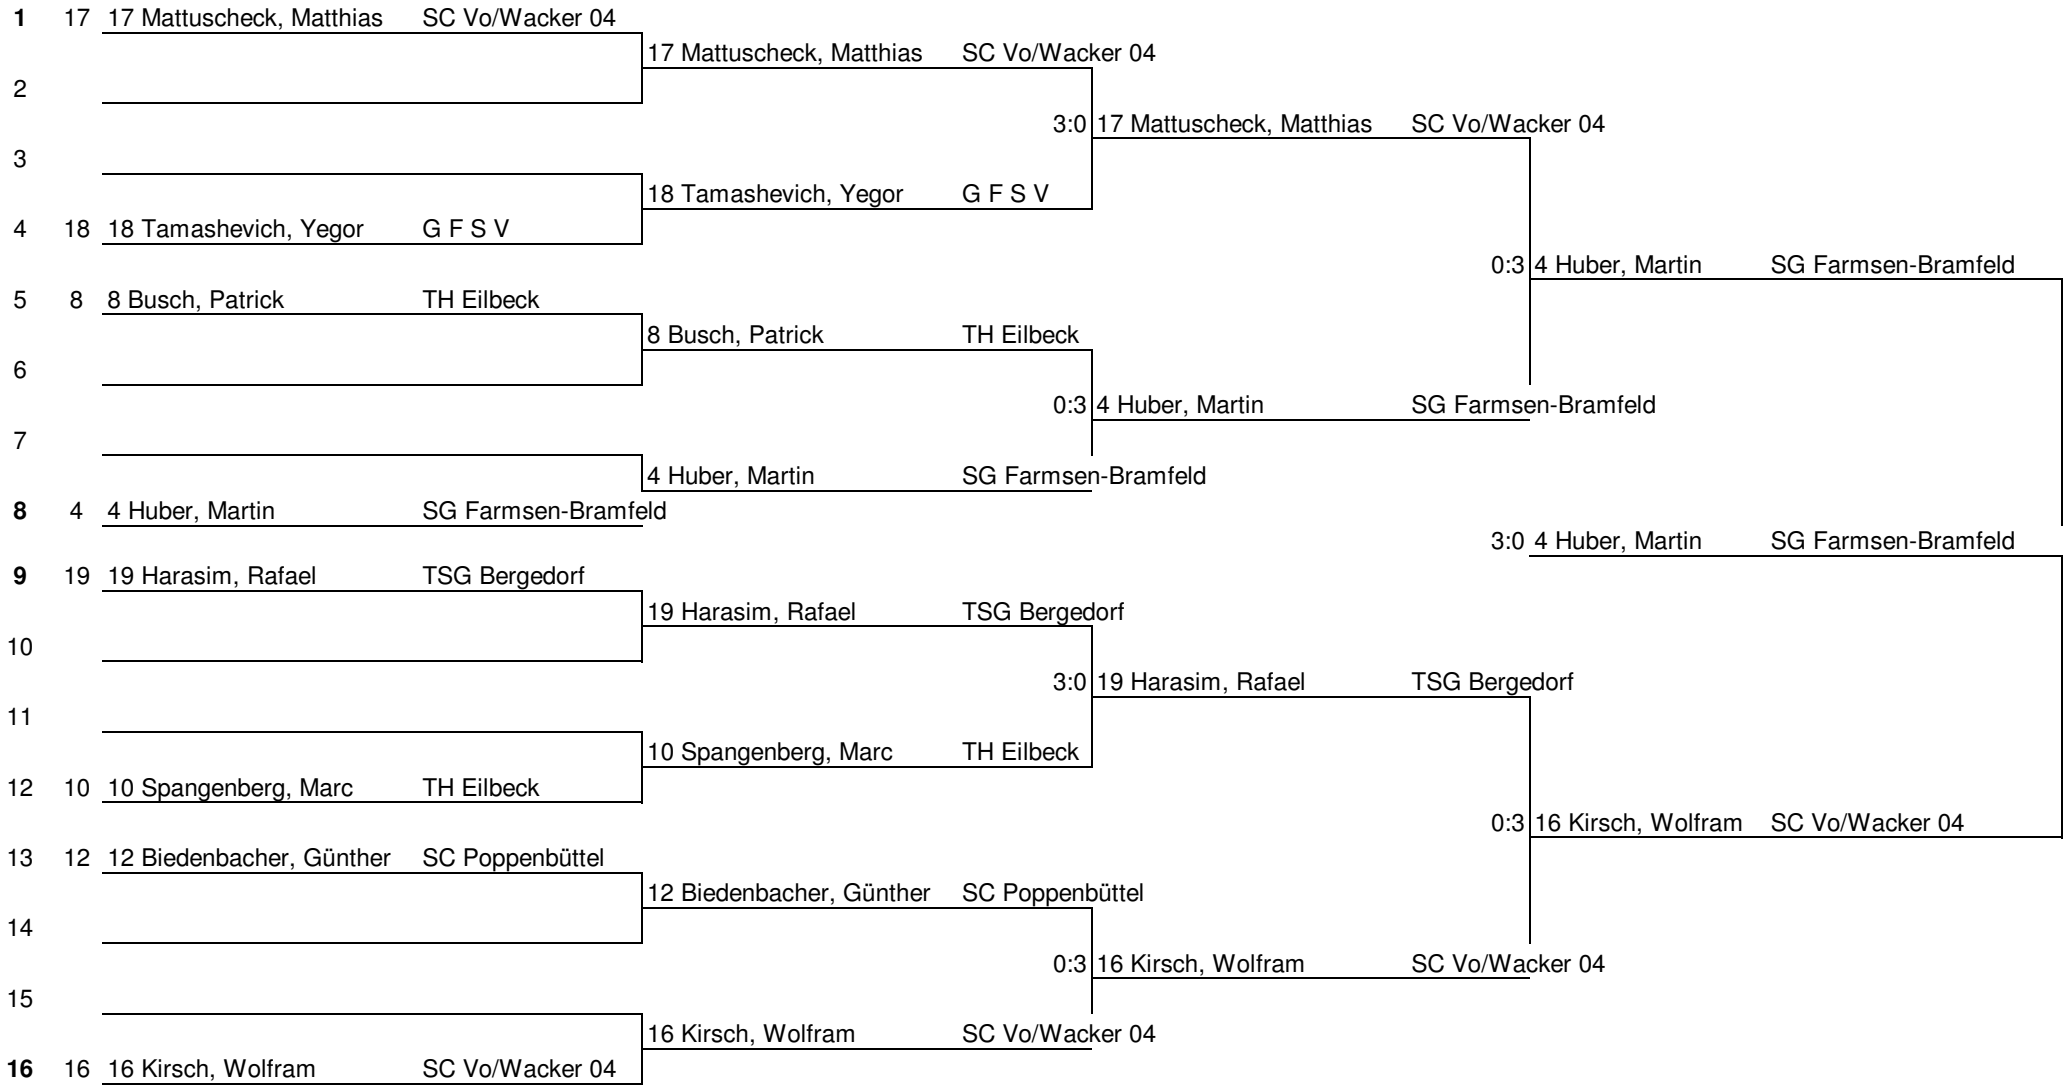 1 17 17 Mattuscheck, Matthias SC Vo/Wacker 04
17 Mattuscheck, Matthias SC Vo/Wacker 04
2
3:0 17 Mattuscheck, Matthias SC Vo/Wacker 04
3
18 Tamashevich, Yegor G F S V
4 18 18 Tamashevich, Yegor G F S V
0:3 4 Huber, Martin SG Farmsen-Bramfeld
5 8 8 Busch, Patrick TH Eilbeck
8 Busch, Patrick TH Eilbeck
6
0:3 4 Huber, Martin SG Farmsen-Bramfeld
7
4 Huber, Martin SG Farmsen-Bramfeld
8 4 4 Huber, Martin SG Farmsen-Bramfeld
3:0 4 Huber, Martin SG Farmsen-Bramfeld
9 19 19 Harasim, Rafael TSG Bergedorf
19 Harasim, Rafael TSG Bergedorf
10
3:0 19 Harasim, Rafael TSG Bergedorf
11
10 Spangenberg, Marc TH Eilbeck
12 10 10 Spangenberg, Marc TH Eilbeck
0:3 16 Kirsch, Wolfram SC Vo/Wacker 04
13 12 12 Biedenbacher, Günther SC Poppenbüttel
12 Biedenbacher, Günther SC Poppenbüttel
14
0:3 16 Kirsch, Wolfram SC Vo/Wacker 04
15
16 Kirsch, Wolfram SC Vo/Wacker 04
16 16 16 Kirsch, Wolfram SC Vo/Wacker 04